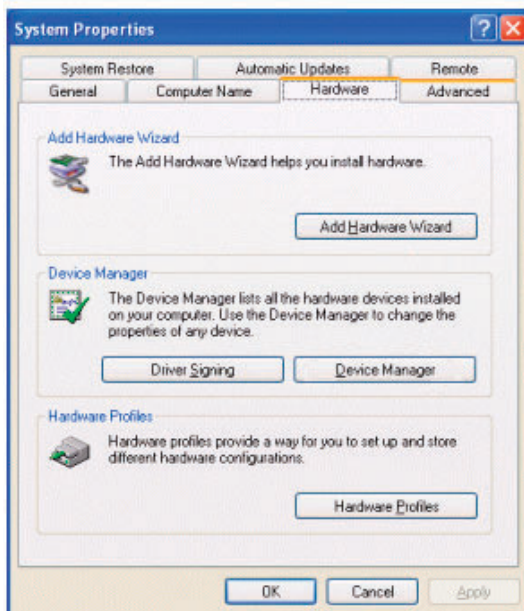 System Properties
System Restore Automatic Updates Remote
General Computer Name Hardware Advanced
Add Hardware Wizard
The Add Hardware Wizard helps you install hardware.
Add Hardware Wizard
Device Manager
The Device Manager lists all the hardware devices installed
on your computer. Use the Device Manager to change the
properties of any device.
Driver Signing Device Manager
Hardware Profiles
Hardware profiles provide a way for you to set up and store
different hardware configurations.
Hardware Profiles
OK Cancel Apply